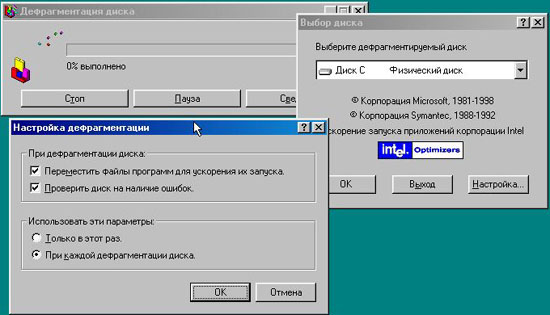 Дефрагментация диска
0% выполнено
Стоп
Пауза
Све
Выбор диска
Выберите дефрагментируемый диск
Диск C Физический диск
© Корпорация Microsoft, 1981-1998
© Корпорация Symantec, 1988-1992
скорение запуска приложений корпорации Intel
intel. Optimizers
OK
Выход
Настройка...
Настройка дефрагментации
При дефрагментации диска:
Переместить файлы программ для ускорения их запуска.
Проверить диск на наличие ошибок.
Использовать эти параметры:
Только в этот раз.
При каждой дефрагментации диска.
OK
Отмена